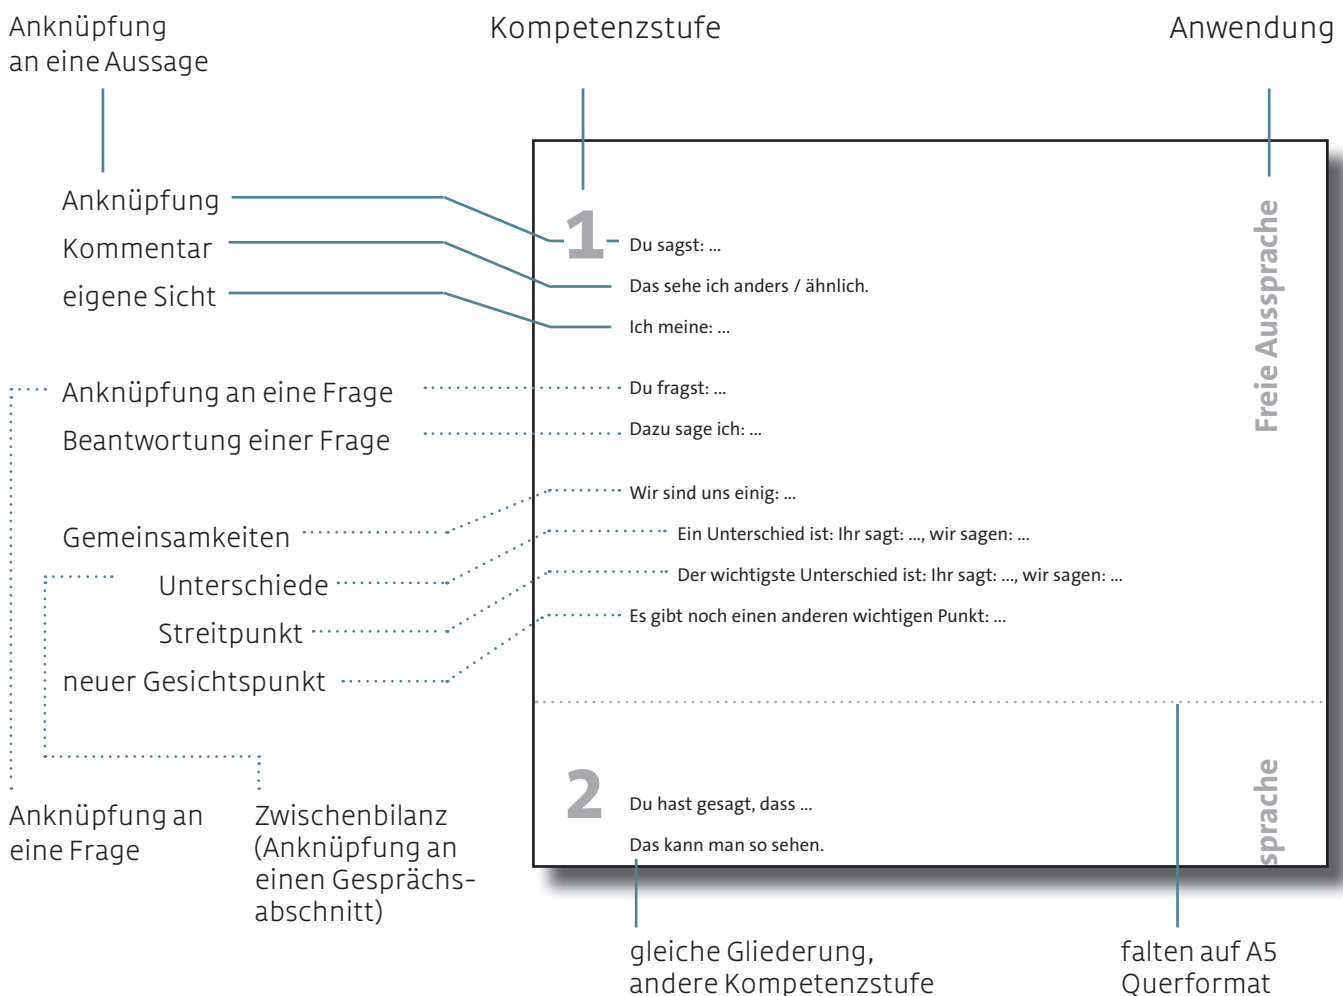 Anknüpfung
an eine Aussage
Kompetenzstufe
Anwendung
Anknüpfung
Kommentar
eigene Sicht
1
Du sagst: ...
Das sehe ich anders / ähnlich.
Ich meine: ...
Freie Aussprache
Anknüpfung an eine Frage
Beantwortung einer Frage
Du fragst: ...
Dazu sage ich: ...
Gemeinsamkeiten
Unterschiede
Streitpunkt
neuer Gesichtspunkt
Wir sind uns einig: ...
Ein Unterschied ist: Ihr sagt: ..., wir sagen: ...
Der wichtigste Unterschied ist: Ihr sagt: ..., wir sagen: ...
Es gibt noch einen anderen wichtigen Punkt: ...
Anknüpfung an
eine Frage
Zwischenbilanz
(Anknüpfung an
einen Gesprächs-
abschnitt)
2
Du hast gesagt, dass ...
Das kann man so sehen.
sprache
gleiche Gliederung,
andere Kompetenzstufe
falten auf A5
Querformat